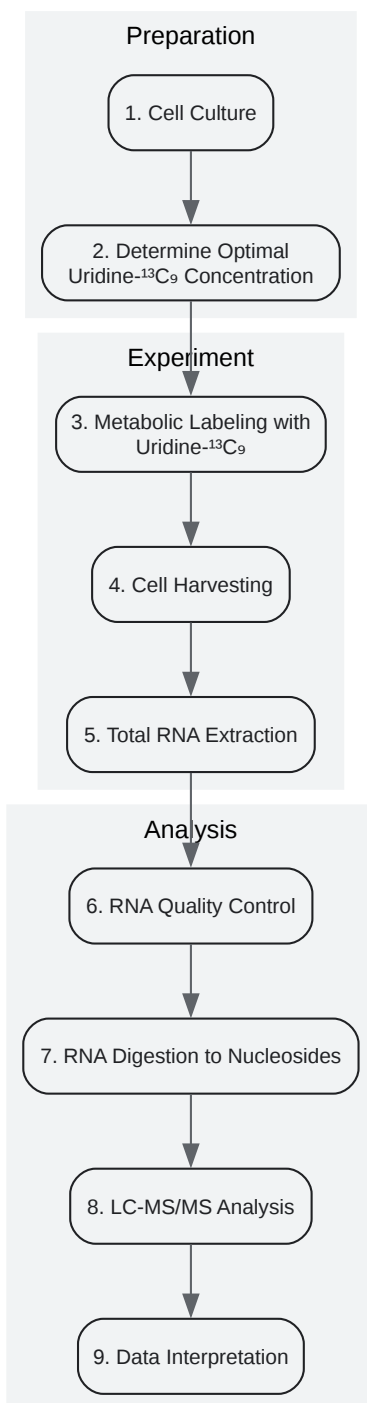 Preparation
1. Cell Culture
2. Determine Optimal
Uridine-¹³C₉ Concentration
Experiment
3. Metabolic Labeling with
Uridine-¹³C₉
4. Cell Harvesting
5. Total RNA Extraction
Analysis
6. RNA Quality Control
7. RNA Digestion to Nucleosides
8. LC-MS/MS Analysis
9. Data Interpretation